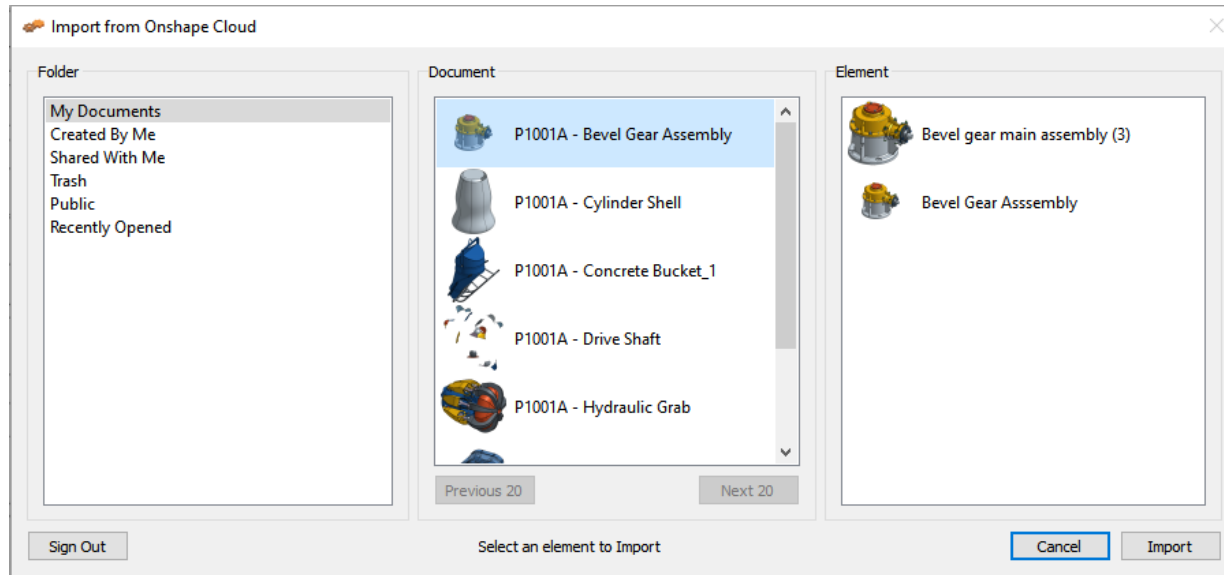 Import from Onshape Cloud
Folder
My Documents
Created By Me
Shared With Me
Trash
Public
Recently Opened
Document
P1001A - Bevel Gear Assembly
P1001A - Cylinder Shell
P1001A - Concrete Bucket_1
P1001A - Drive Shaft
P1001A - Hydraulic Grab
Previous 20
Next 20
Element
Bevel gear main assembly (3)
Bevel Gear Asssembly
Sign Out
Select an element to Import
Cancel
Import